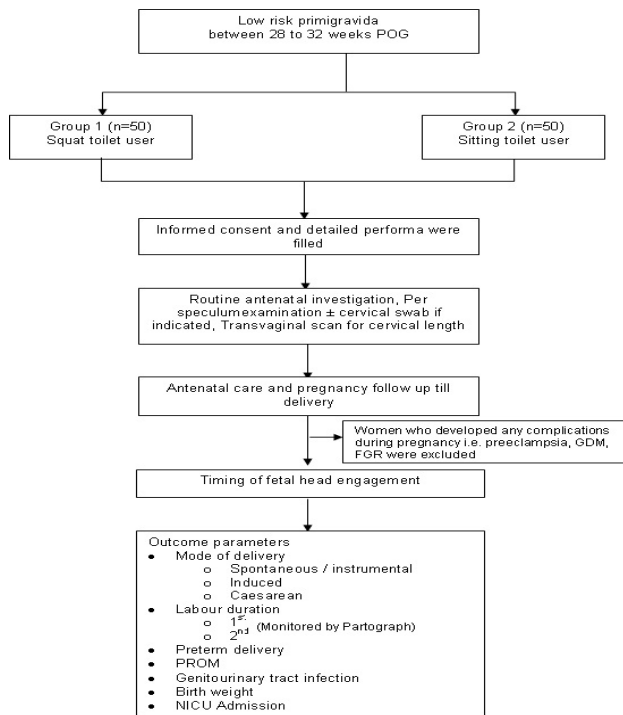 Low risk primigravida
between 28 to 32 weeks POG
Group 1 (n=50)
Squat toilet user
Group 2 (n=50)
Sitting toilet user
Informed consent and detailed performa were
filled
Routine antenatal investigation, Per
speculumexamination ± cervical swab if
indicated, Transvaginal scan for cervical length
Antenatal care and pregnancy follow up till
delivery
Women who developed any complications
during pregnancy i.e. preeclampsia, GDM,
FGR were excluded
Timing of fetal head engagement
Outcome parameters
• Mode of delivery
o Spontaneous / instrumental
o Induced
o Caesarean
• Labour duration
o 1st
o 2nd (Monitored by Partograph)
• Preterm delivery
• PROM
• Genitourinary tract infection
• Birth weight
• NICU Admission